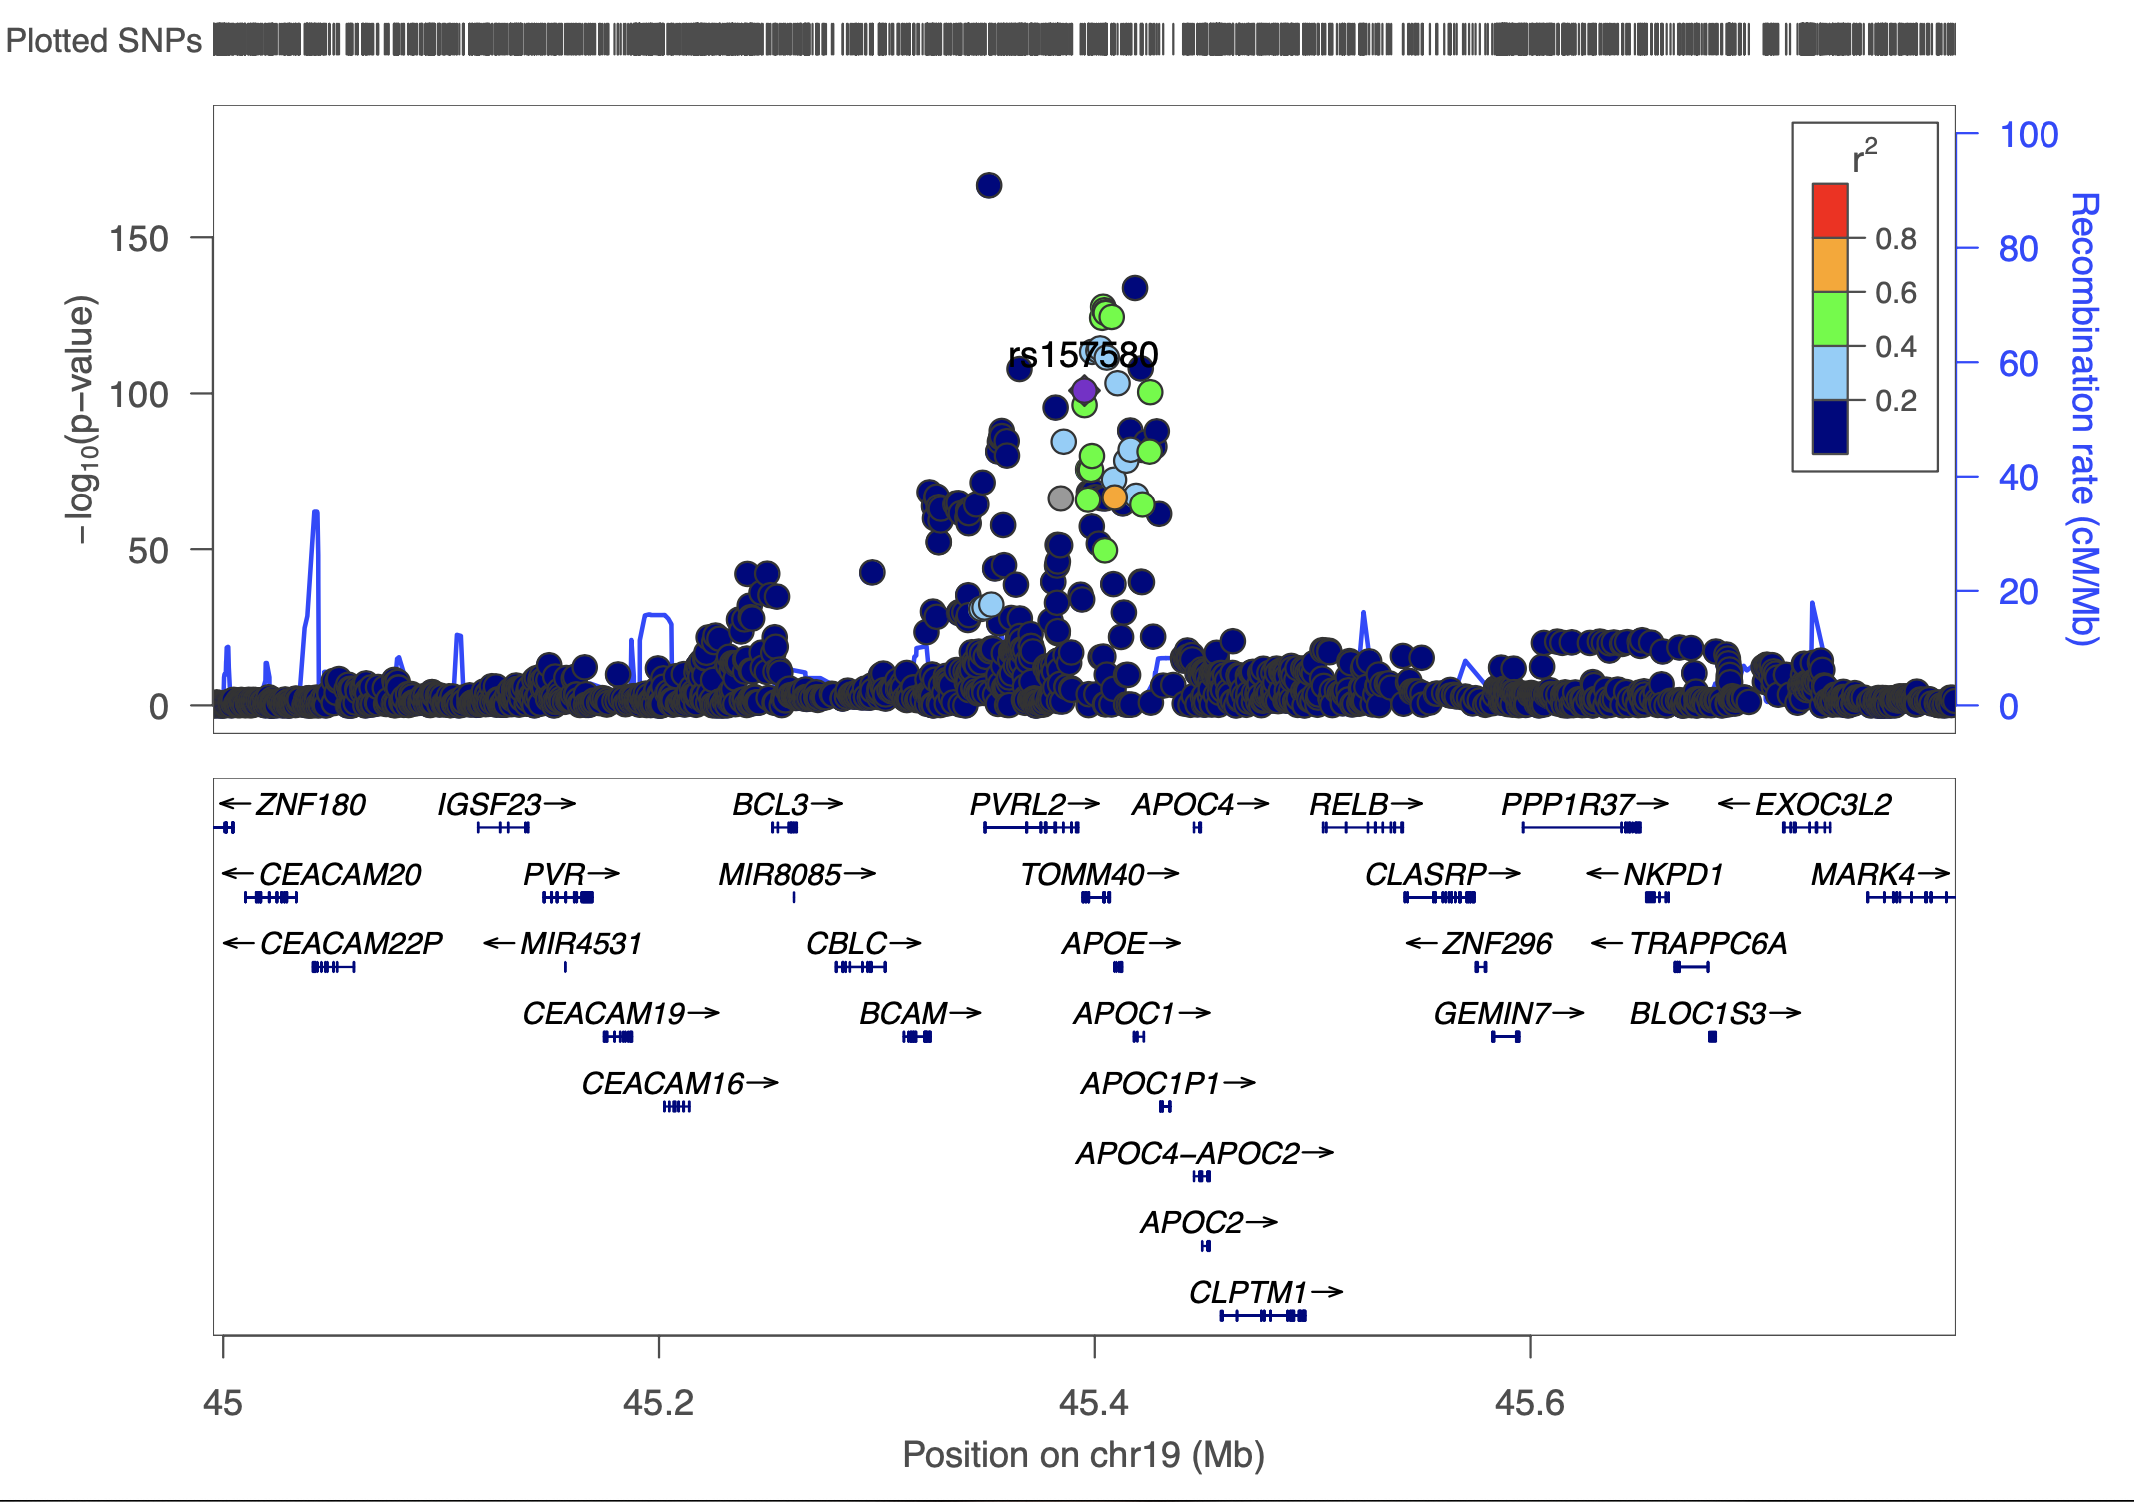 Plotted SNPs
150
100
50
0
−log10(p−value)
rs157580
r2
0.8
0.6
0.4
0.2
100
80
60
40
20
0
Recombination rate (cM/Mb)
←ZNF180 IGSF23→ BCL3→ PVRL2→ APOC4→ RELB→ PPP1R37→ ←EXOC3L2
←CEACAM20 PVR→ MIR8085→ TOMM40→ CLASRP→ ←NKPD1 MARK4→
←CEACAM22P ←MIR4531 CBLC→ APOE→ ←ZNF296 ←TRAPPC6A
CEACAM19→ BCAM→ APOC1→ GEMIN7→ BLOC1S3→
CEACAM16→ APOC1P1→
APOC4−APOC2→
APOC2→
CLPTM1→
45 45.2 45.4 45.6
Position on chr19 (Mb)